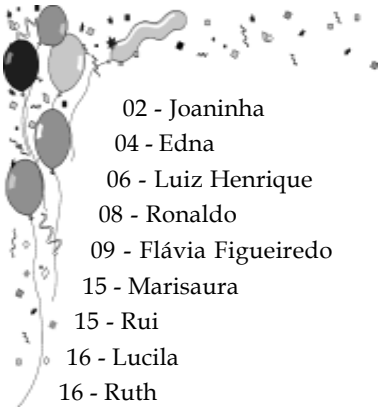 02 - Joaninha
04 - Edna
06 - Luiz Henrique
08 - Ronaldo
09 - Flávia Figueiredo
15 - Marisaura
15 - Rui
16 - Lucila
16 - Ruth